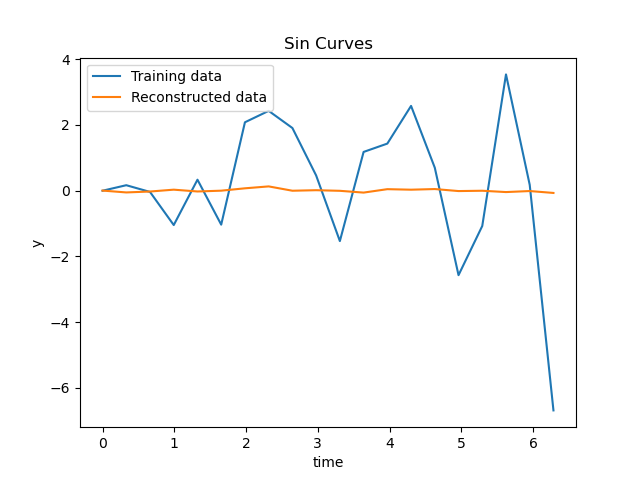 Sin Curves
Training data
Reconstructed data
4
2
0
−2
−4
−6
y
0 1 2 3 4 5 6
time